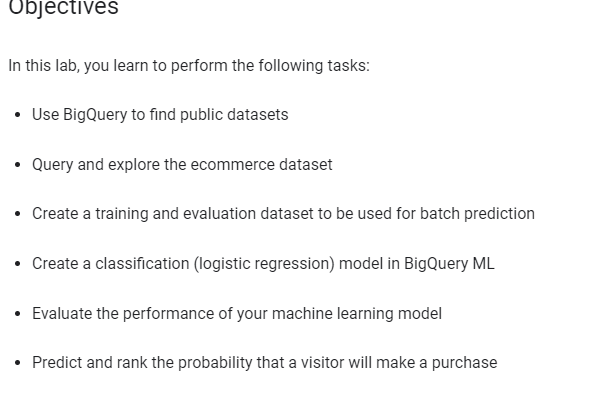 Objectives
In this lab, you learn to perform the following tasks:
• Use BigQuery to find public datasets
• Query and explore the ecommerce dataset
• Create a training and evaluation dataset to be used for batch prediction
• Create a classification (logistic regression) model in BigQuery ML
• Evaluate the performance of your machine learning model
• Predict and rank the probability that a visitor will make a purchase